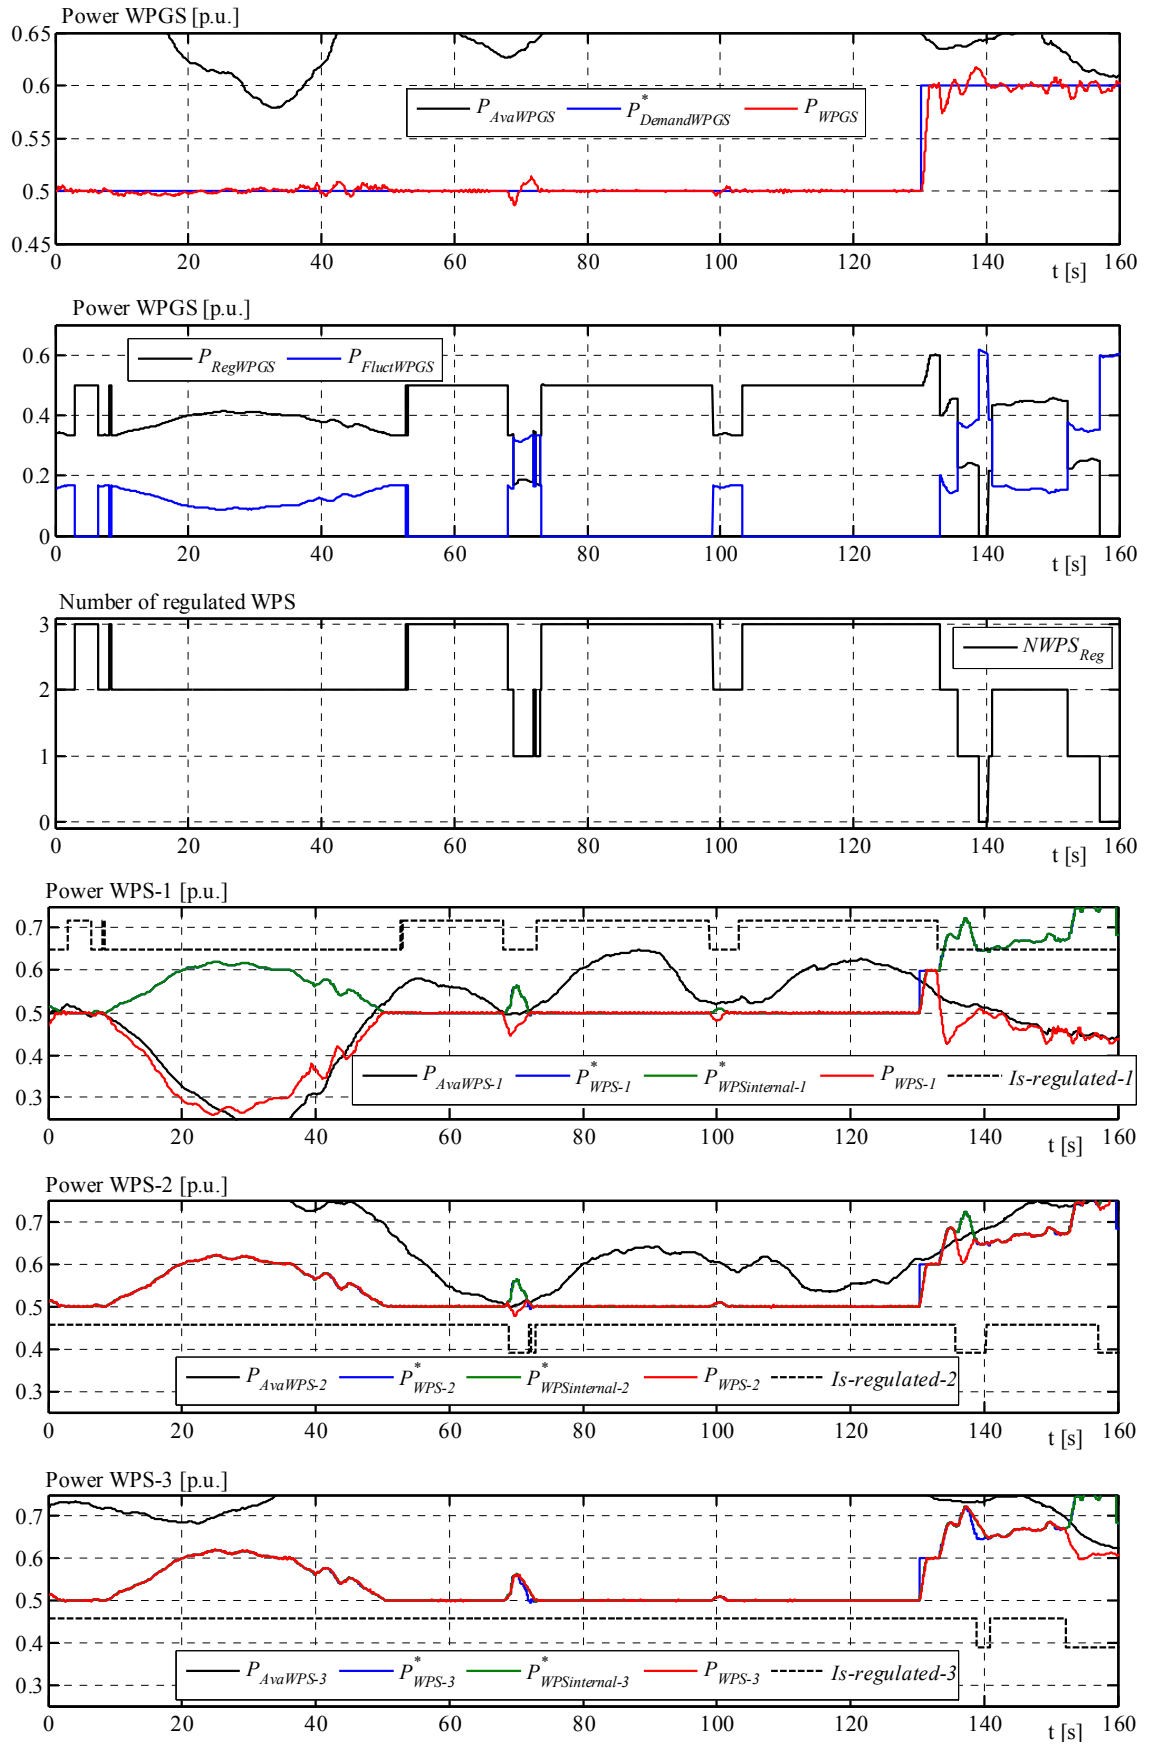 Power WPGS [p.u.]
0.65
0.6
0.55
0.5
0.45
P_AvaWPGS P*_DemandWPGS P_WPGS
0 20 40 60 80 100 120 140 160
t [s]
Power WPGS [p.u.]
0.6
0.4
0.2
0
P_RegWPGS P_FluctWPGS
0 20 40 60 80 100 120 140 160
t [s]
Number of regulated WPS
3
2
1
0
NWPS_Reg
0 20 40 60 80 100 120 140 160
t [s]
Power WPS-1 [p.u.]
0.7
0.6
0.5
0.4
0.3
P_AvaWPS-1 P*_WPS-1 P*_WPSinternal-1 P_WPS-1 Is-regulated-1
0 20 40 60 80 100 120 140 160
t [s]
Power WPS-2 [p.u.]
0.7
0.6
0.5
0.4
0.3
P_AvaWPS-2 P*_WPS-2 P*_WPSinternal-2 P_WPS-2 Is-regulated-2
0 20 40 60 80 100 120 140 160
t [s]
Power WPS-3 [p.u.]
0.7
0.6
0.5
0.4
0.3
P_AvaWPS-3 P*_WPS-3 P*_WPSinternal-3 P_WPS-3 Is-regulated-3
0 20 40 60 80 100 120 140 160
t [s]